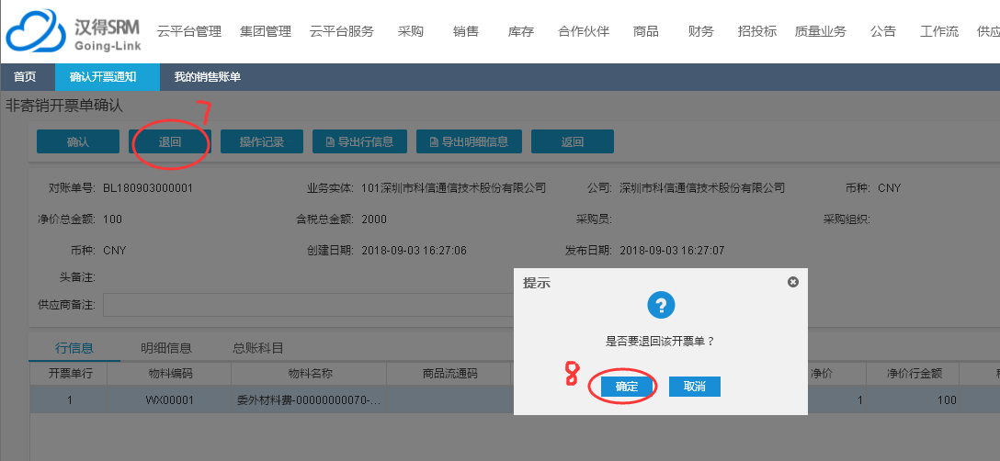 汉得SRM
Going-Link
云平台管理 集团管理 云平台服务 采购 销售 库存 合作伙伴 商品 财务 招投标 质量业务 公告 工作流 供应
首页 确认开票通知 我的销售账单
非寄销开票单确认
7
确认 退回 操作记录 导出行信息 导出明细信息 返回
对账单号: BL180903000001 业务实体: 101深圳市科信通信技术股份有限公司 公司: 深圳市科信通信技术股份有限公司 币种: CNY
净价总金额: 100 含税总金额: 2000 采购员: 采购组织:
币种: CNY 创建日期: 2018-09-03 16:27:06 发布日期: 2018-09-03 16:27:07
头备注:
供应商备注:
提示
?
是否要退回该开票单？
8
确定 取消
行信息 明细信息 总账科目
开票单行 物料编码 物料名称 商品流通码 净价 净价行金额
1 WX00001 委外材料费-00000000070-... 1 100